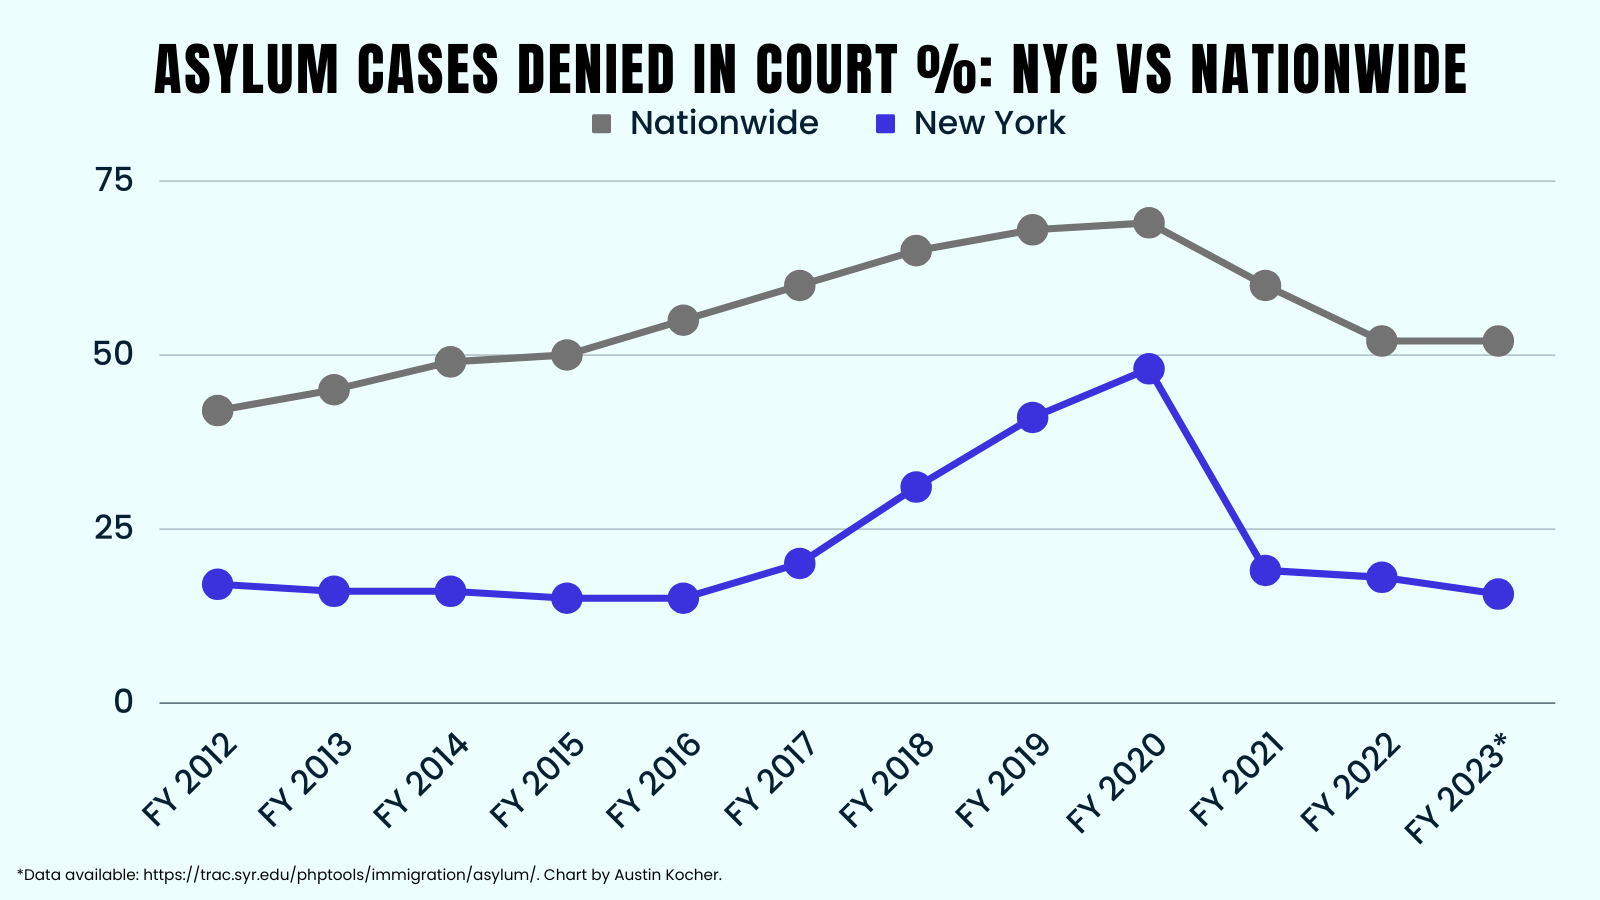 ASYLUM CASES DENIED IN COURT %: NYC VS NATIONWIDE
Nationwide
New York
75
50
25
0
FY 2012
FY 2013
FY 2014
FY 2015
FY 2016
FY 2017
FY 2018
FY 2019
FY 2020
FY 2021
FY 2022
FY 2023*
*Data available: https://trac.syr.edu/phptools/immigration/asylum/. Chart by Austin Kocher.